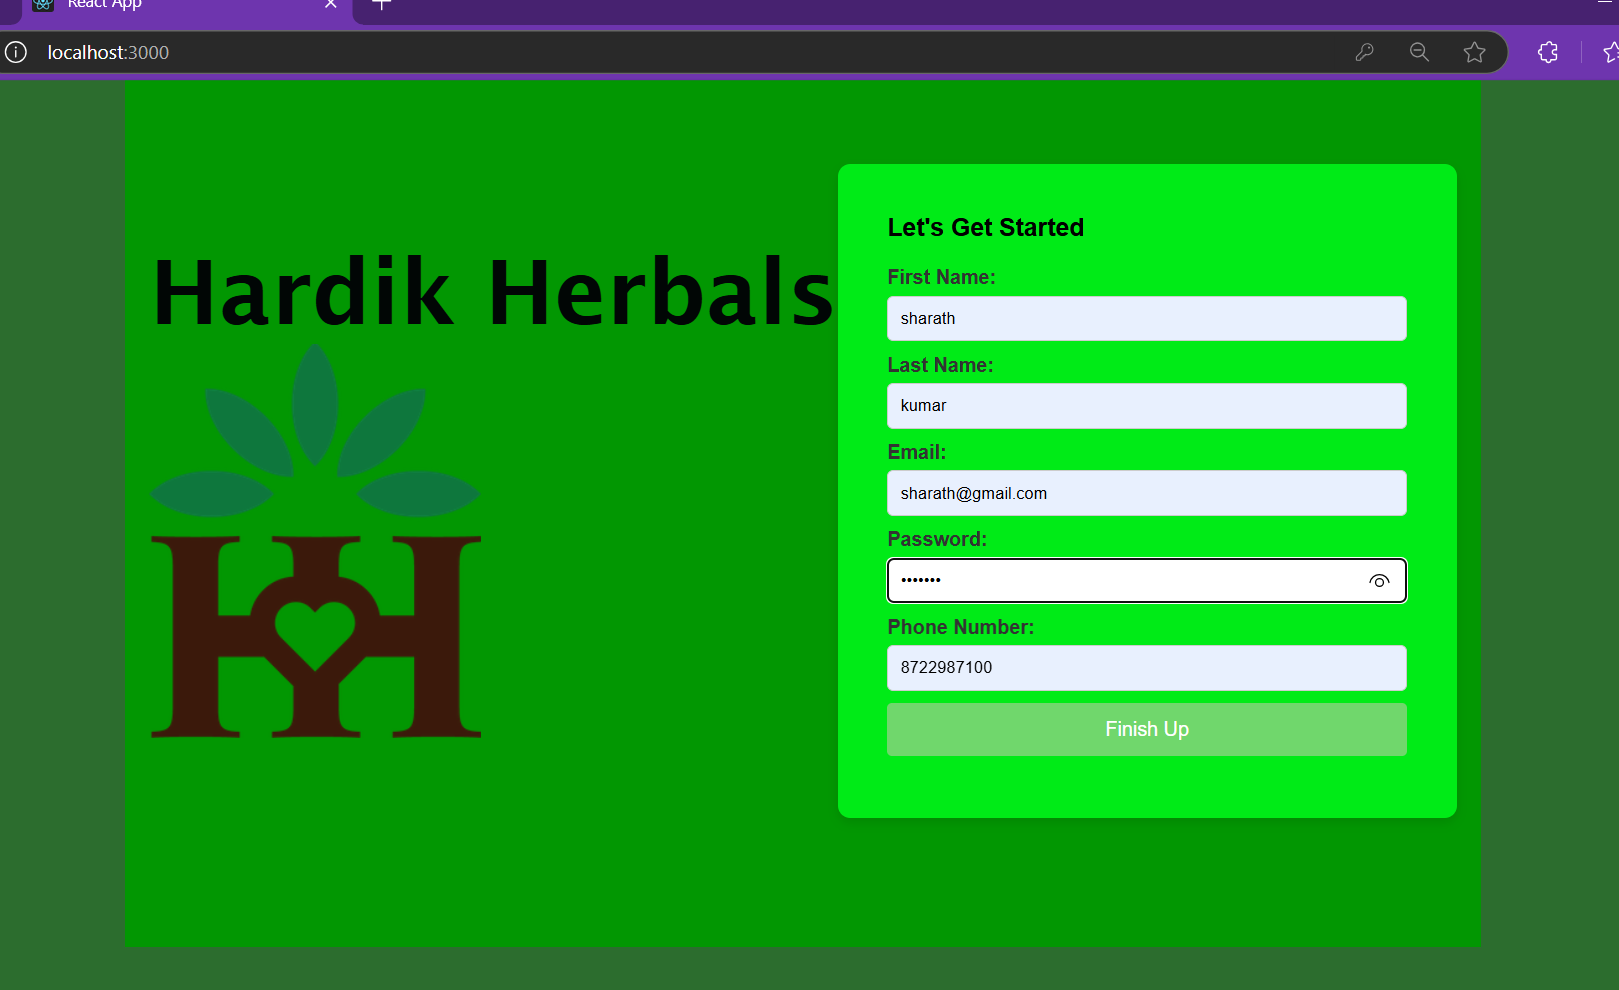 React App
localhost:3000
Hardik Herbals
HH
Let's Get Started
First Name:
sharath
Last Name:
kumar
Email:
sharath@gmail.com
Password:
•••••••
Phone Number:
8722987100
Finish Up